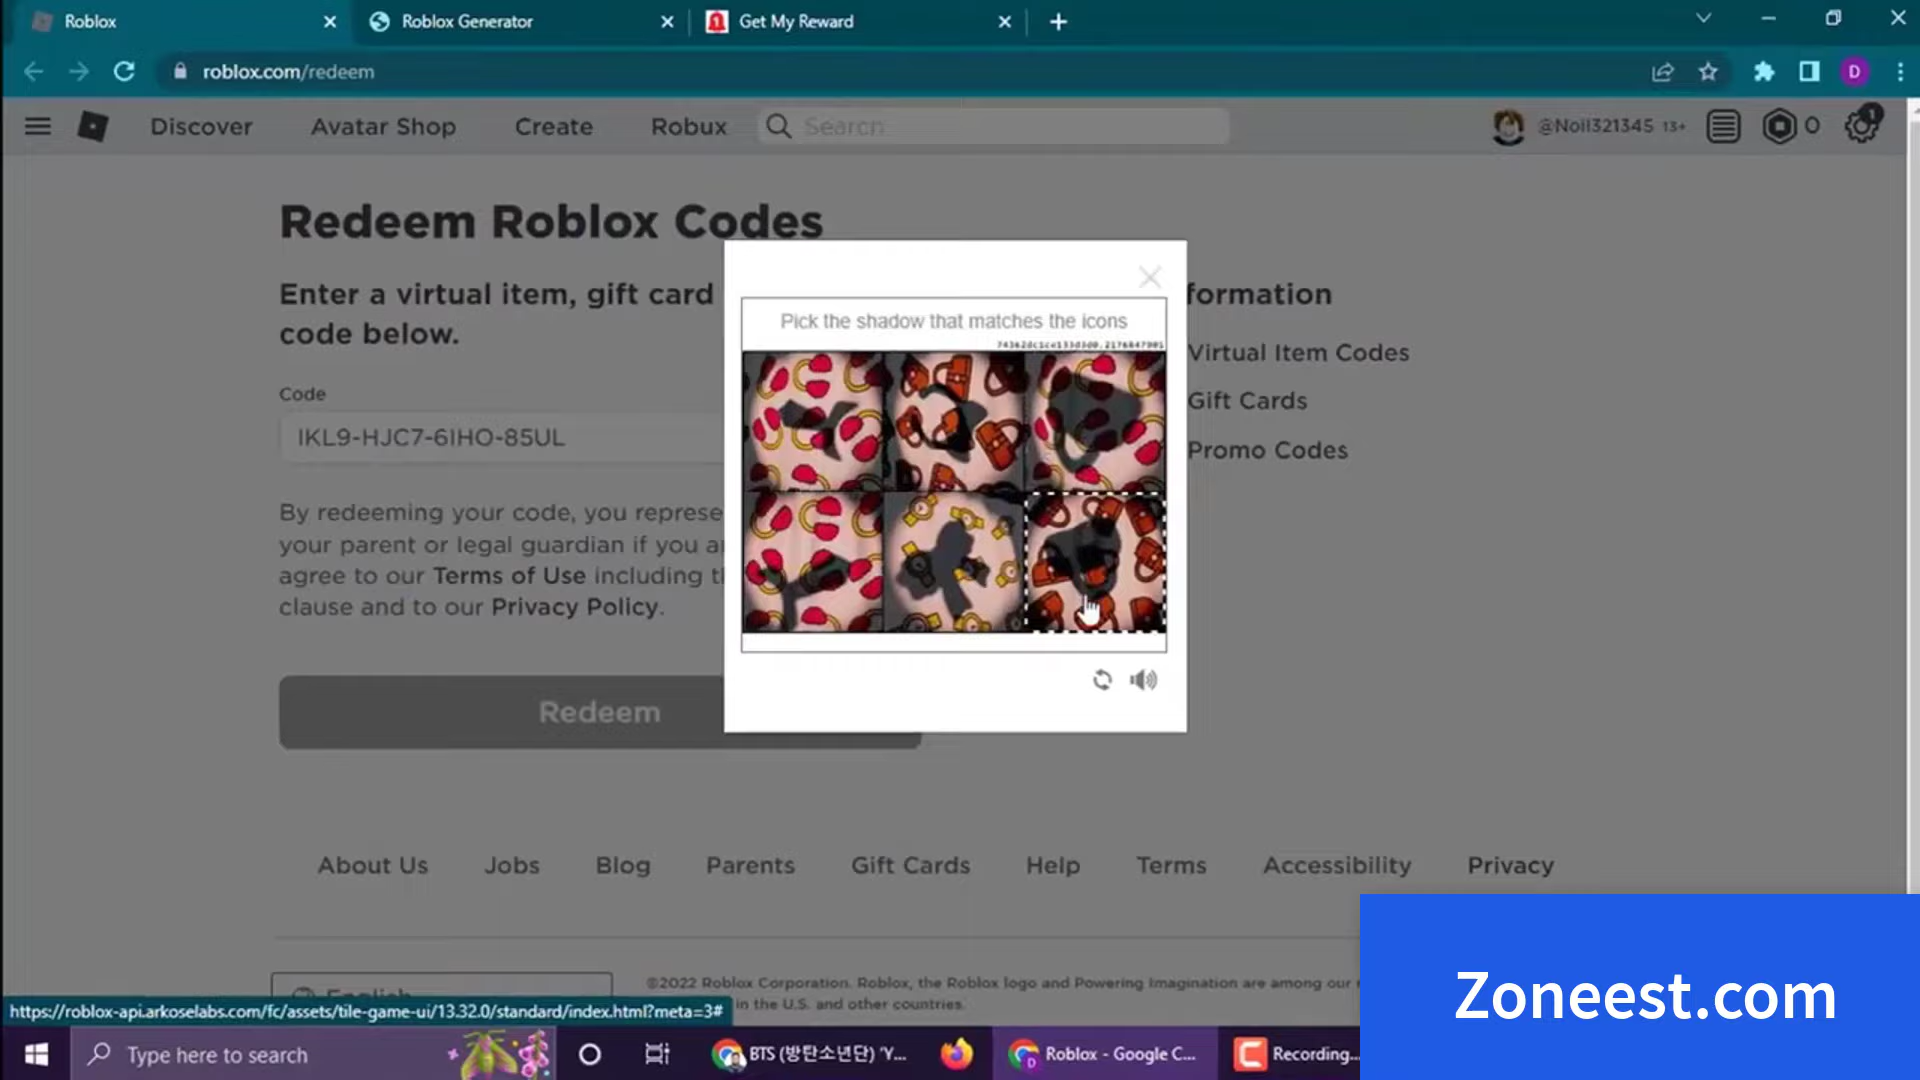 Roblox
Roblox Generator
Get My Reward
roblox.com/redeem
D
Discover
Avatar Shop
Create
Robux
Search
@Noil321345 13+
0
1
Redeem Roblox Codes
Enter a virtual item, gift card
code below.
formation
Pick the shadow that matches the icons
Virtual Item Codes
Code
Gift Cards
IKL9-HJC7-6IHO-85UL
Promo Codes
By redeeming your code, you represe
your parent or legal guardian if you a
agree to our Terms of Use including t
clause and to our Privacy Policy.
Redeem
About Us
Jobs
Blog
Parents
Gift Cards
Help
Terms
Accessibility
Privacy
©2022 Roblox Corporation. Roblox, the Roblox logo and Powering Imagination are among our
English
in the U.S. and other countries.
https://roblox-api.arkoselabs.com/fc/assets/tile-game-ui/13.32.0/standard/index.html?meta=3#
Zoneest.com
Type here to search
BTS (방탄소년단) 'Y...
Roblox - Google C...
Recording...